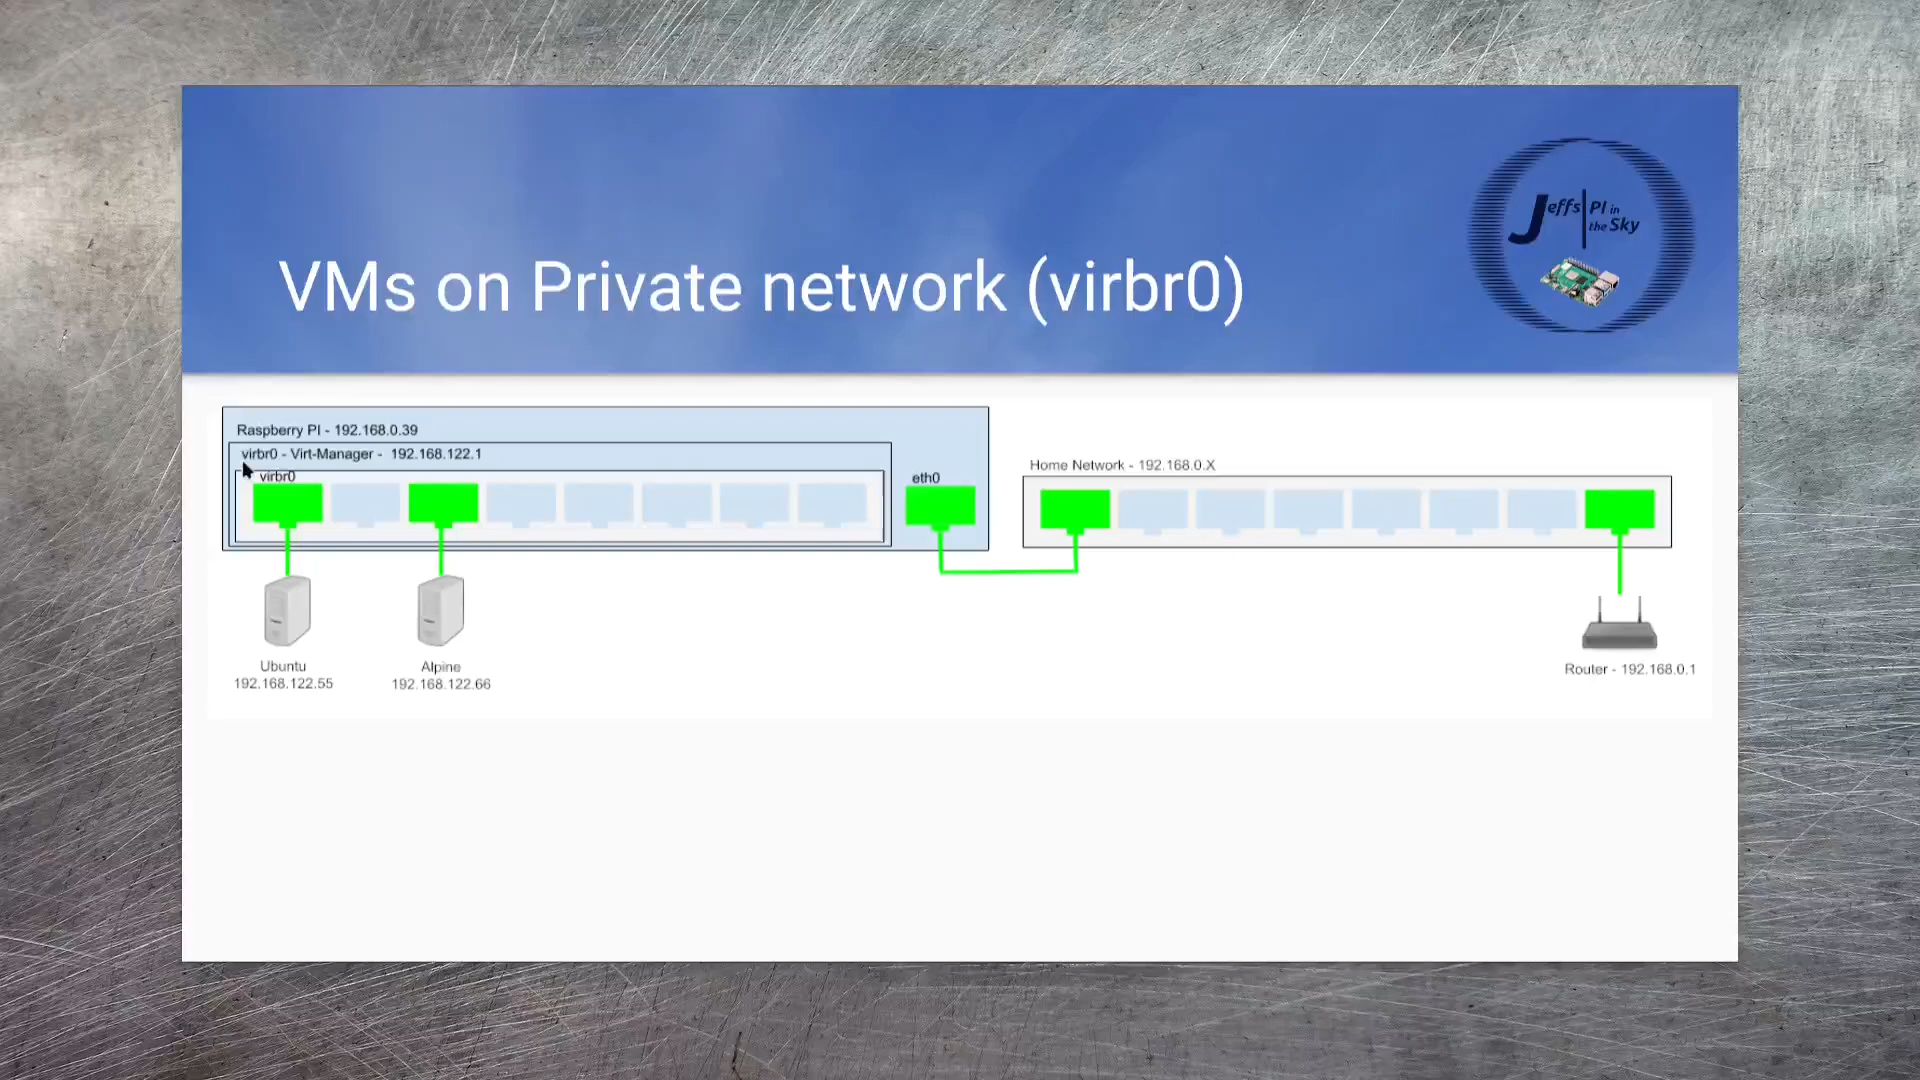 Jeffs PI in
the Sky
VMs on Private network (virbr0)
Raspberry PI - 192.168.0.39
virbr0 - Virt-Manager - 192.168.122.1
virbr0
eth0
Home Network - 192.168.0.X
Ubuntu
192.168.122.55
Alpine
192.168.122.66
Router - 192.168.0.1